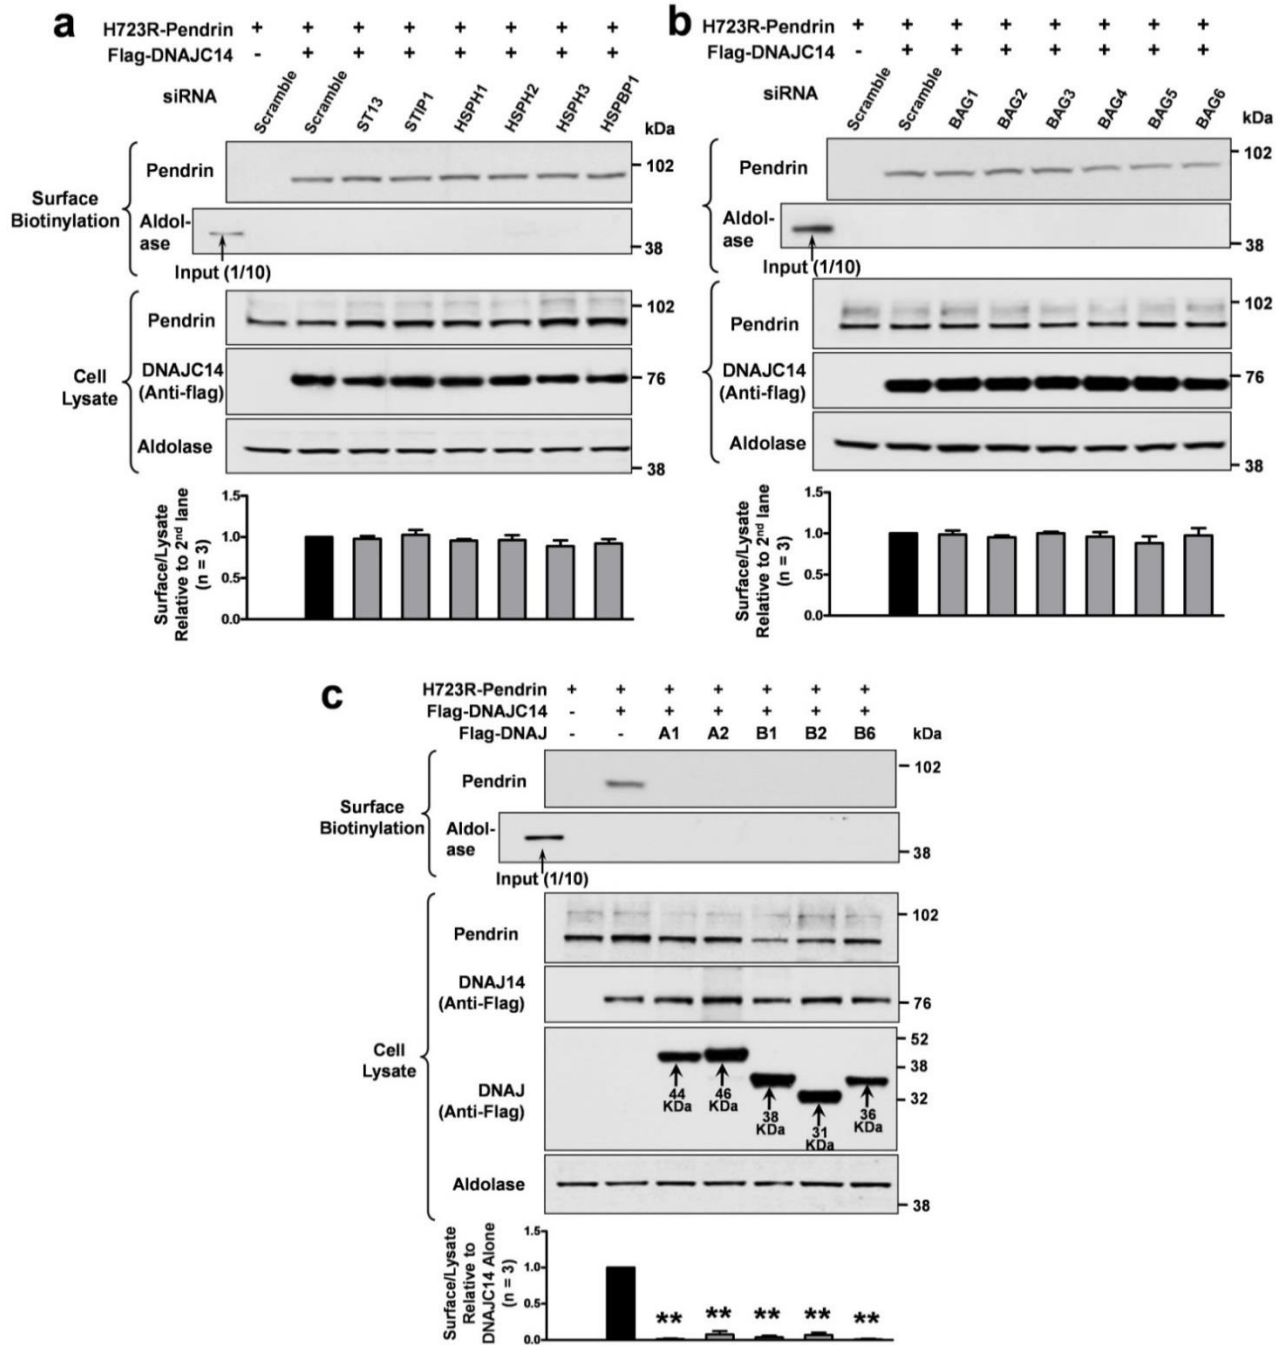 a
H723R-Pendrin + + + + + + + +
Flag-DNAJC14 - + + + + + + +
siRNA Scramble Scramble ST13 STIP1 HSPH1 HSPH2 HSPH3 HSPBP1
kDa
Surface
Biotinylation
Pendrin
102
Aldol-
ase
38
Input (1/10)
Cell
Lysate
Pendrin
102
DNAJC14
(Anti-flag)
76
Aldolase
38
Surface/Lysate
Relative to 2nd lane
(n = 3)
1.5
1.0
0.5
0.0
b
H723R-Pendrin + + + + + + + +
Flag-DNAJC14 - + + + + + + +
siRNA Scramble Scramble BAG1 BAG2 BAG3 BAG4 BAG5 BAG6
kDa
Pendrin
102
Aldol-
ase
38
Input (1/10)
Pendrin
102
DNAJC14
(Anti-flag)
76
Aldolase
38
Surface/Lysate
Relative to 2nd lane
(n = 3)
1.5
1.0
0.5
0.0
c
H723R-Pendrin + + + + + + +
Flag-DNAJC14 - + + + + + +
Flag-DNAJ - - A1 A2 B1 B2 B6 kDa
Surface
Biotinylation
Pendrin
102
Aldol-
ase
38
Input (1/10)
Cell
Lysate
Pendrin
102
DNAJ14
(Anti-Flag)
76
DNAJ
(Anti-Flag)
52
38
32
44
KDa
46
KDa
38
KDa
31
KDa
36
KDa
Aldolase
38
Surface/Lysate
Relative to
DNAJC14 Alone
(n = 3)
1.5
1.0
0.5
0.0
** ** ** ** **